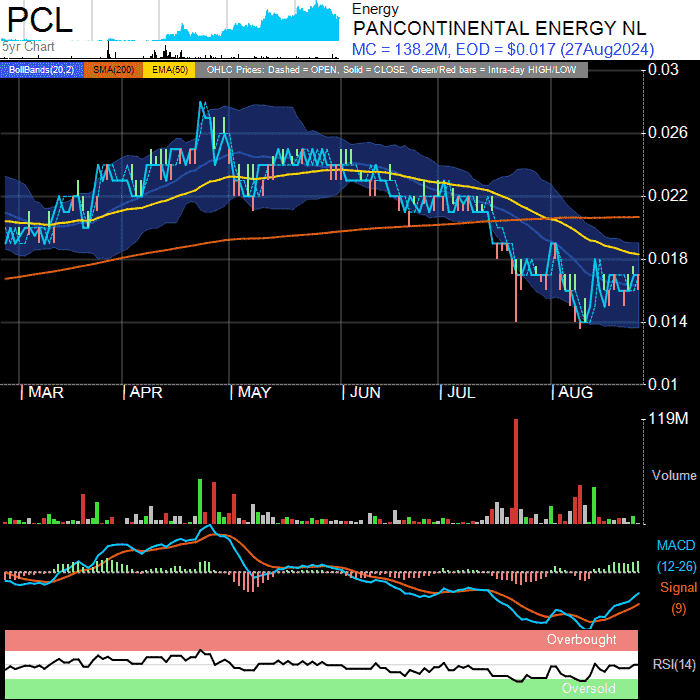 PCL
5yr Chart
Energy
PANCONTINENTAL ENERGY NL
MC = 138.2M, EOD = $0.017 (27Aug2024)
BollBands(20,2) SMA(200) EMA(50) OHLC Prices: Dashed = OPEN, Solid = CLOSE, Green/Red bars = Intra-day HIGH/LOW
0.03
0.026
0.022
0.018
0.014
0.01
| MAR | APR | MAY | JUN | JUL | AUG
119M
Volume
MACD
(12-26)
Signal
(9)
Overbought
RSI(14)
Oversold